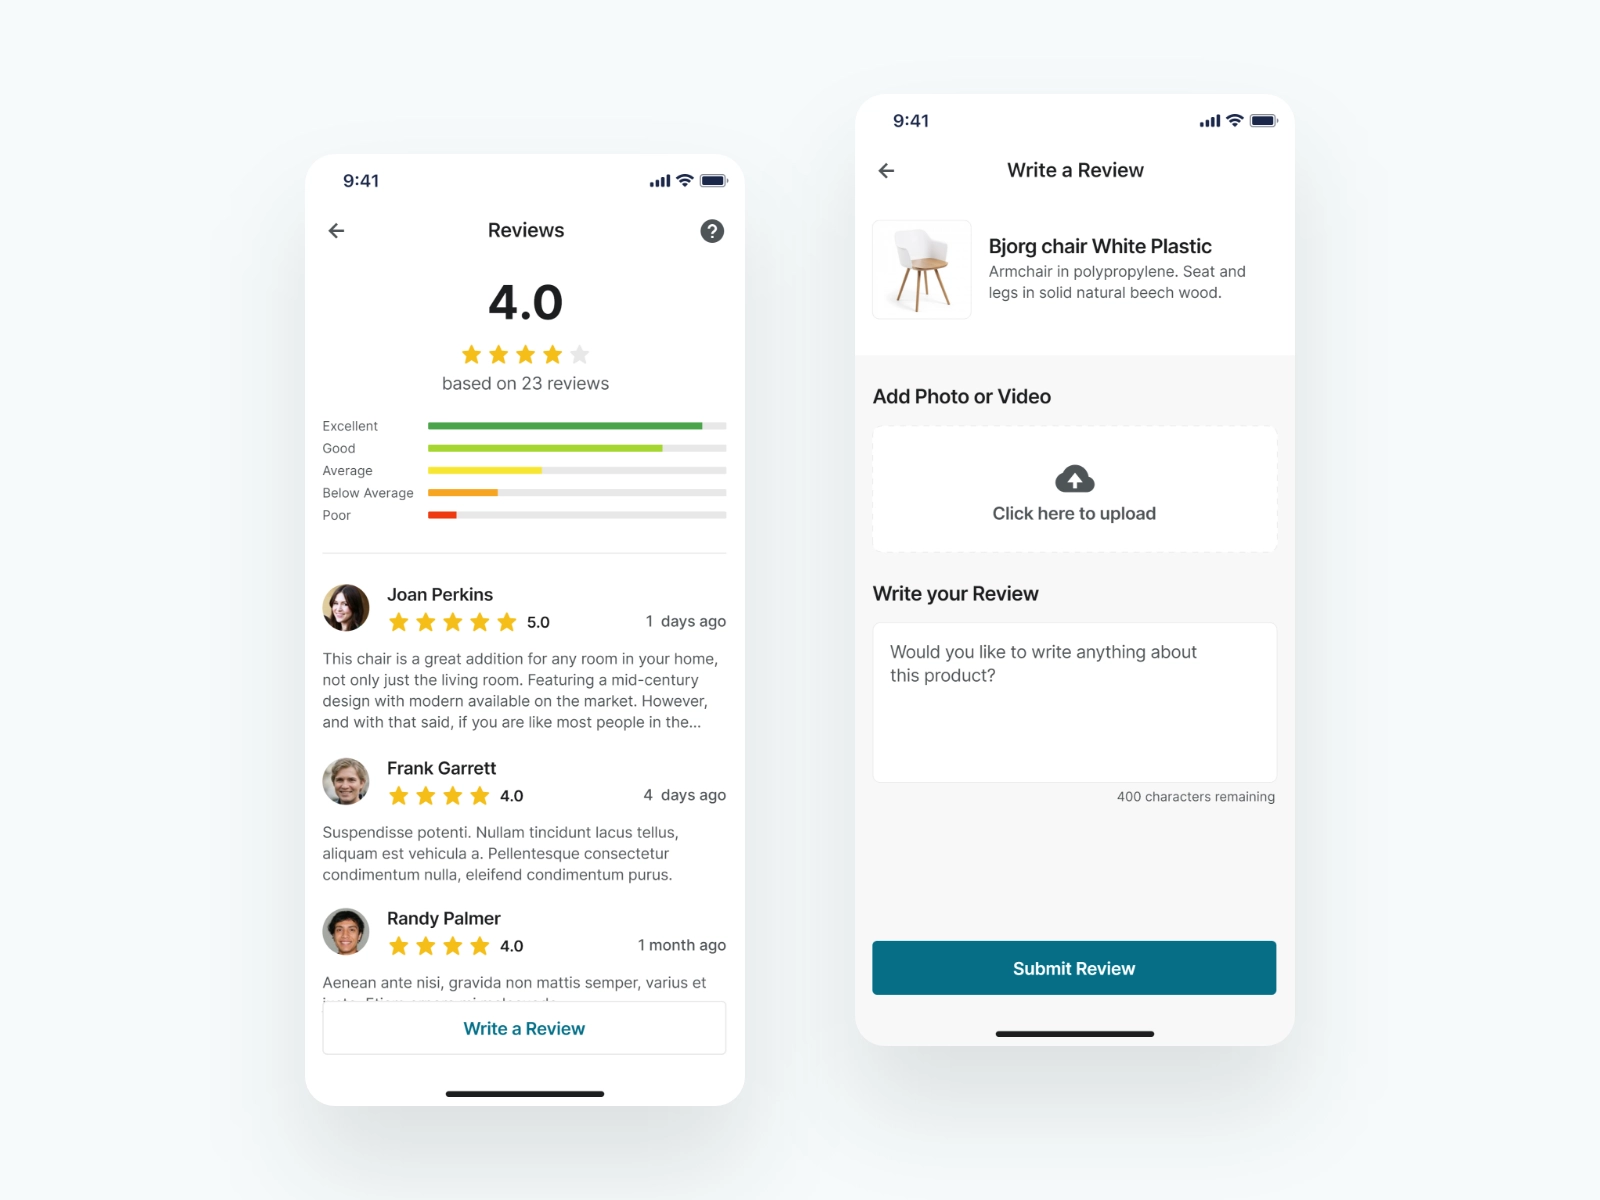 9:41
Reviews
?
4.0
based on 23 reviews
Excellent
Good
Average
Below Average
Poor
Joan Perkins
5.0
1 days ago
This chair is a great addition for any room in your home,
not only just the living room. Featuring a mid-century
design with modern available on the market. However,
and with that said, if you are like most people in the...
Frank Garrett
4.0
4 days ago
Suspendisse potenti. Nullam tincidunt lacus tellus,
aliquam est vehicula a. Pellentesque consectetur
condimentum nulla, eleifend condimentum purus.
Randy Palmer
4.0
1 month ago
Aenean ante nisi, gravida non mattis semper, varius et
Write a Review
9:41
Write a Review
Bjorg chair White Plastic
Armchair in polypropylene. Seat and
legs in solid natural beech wood.
Add Photo or Video
Click here to upload
Write your Review
Would you like to write anything about
this product?
400 characters remaining
Submit Review